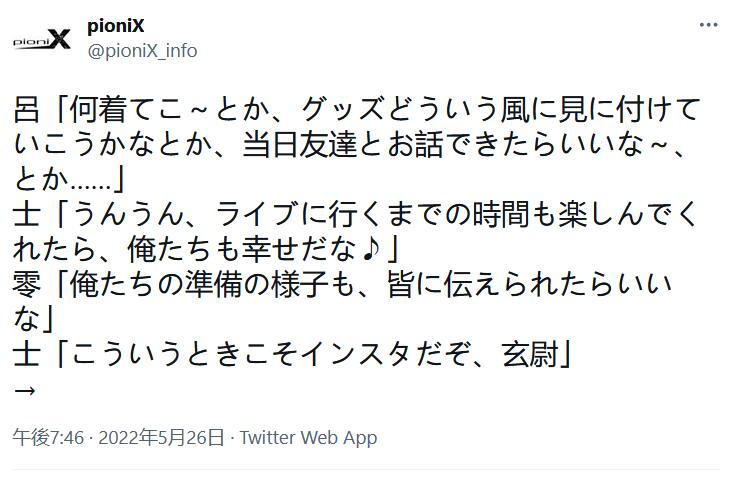 pioniX
pioniX
@pioniX_info
呂「何着てこ～とか、グッズどういう風に見に付けて
いこうかなとか、当日友達とお話できたらいいな～、
とか……」
士「うんうん、ライブに行くまでの時間も楽しんでく
れたら、俺たちも幸せだな♪」
零「俺たちの準備の様子も、皆に伝えられたらいい
な」
士「こういうときこそインスタだぞ、玄尉」
→
午後7:46 · 2022年5月26日 · Twitter Web App